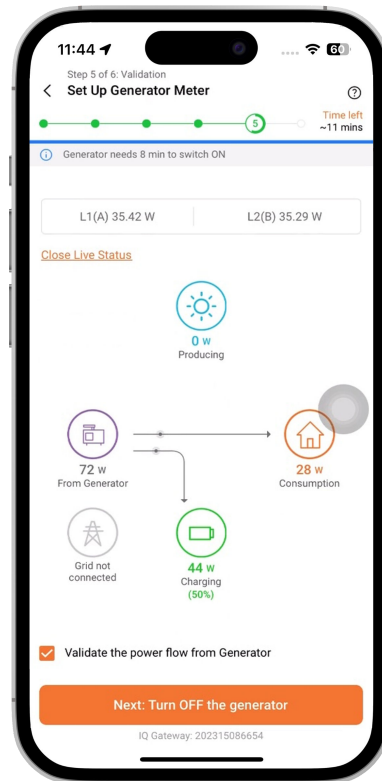 11:44
60
Step 5 of 6: Validation
Set Up Generator Meter
?
5
Time left
~11 mins
Generator needs 8 min to switch ON
L1(A) 35.42 W
L2(B) 35.29 W
Close Live Status
0 W
Producing
72 W
From Generator
28 W
Consumption
Grid not
connected
44 W
Charging
(50%)
Validate the power flow from Generator
Next: Turn OFF the generator
IQ Gateway: 202315086654